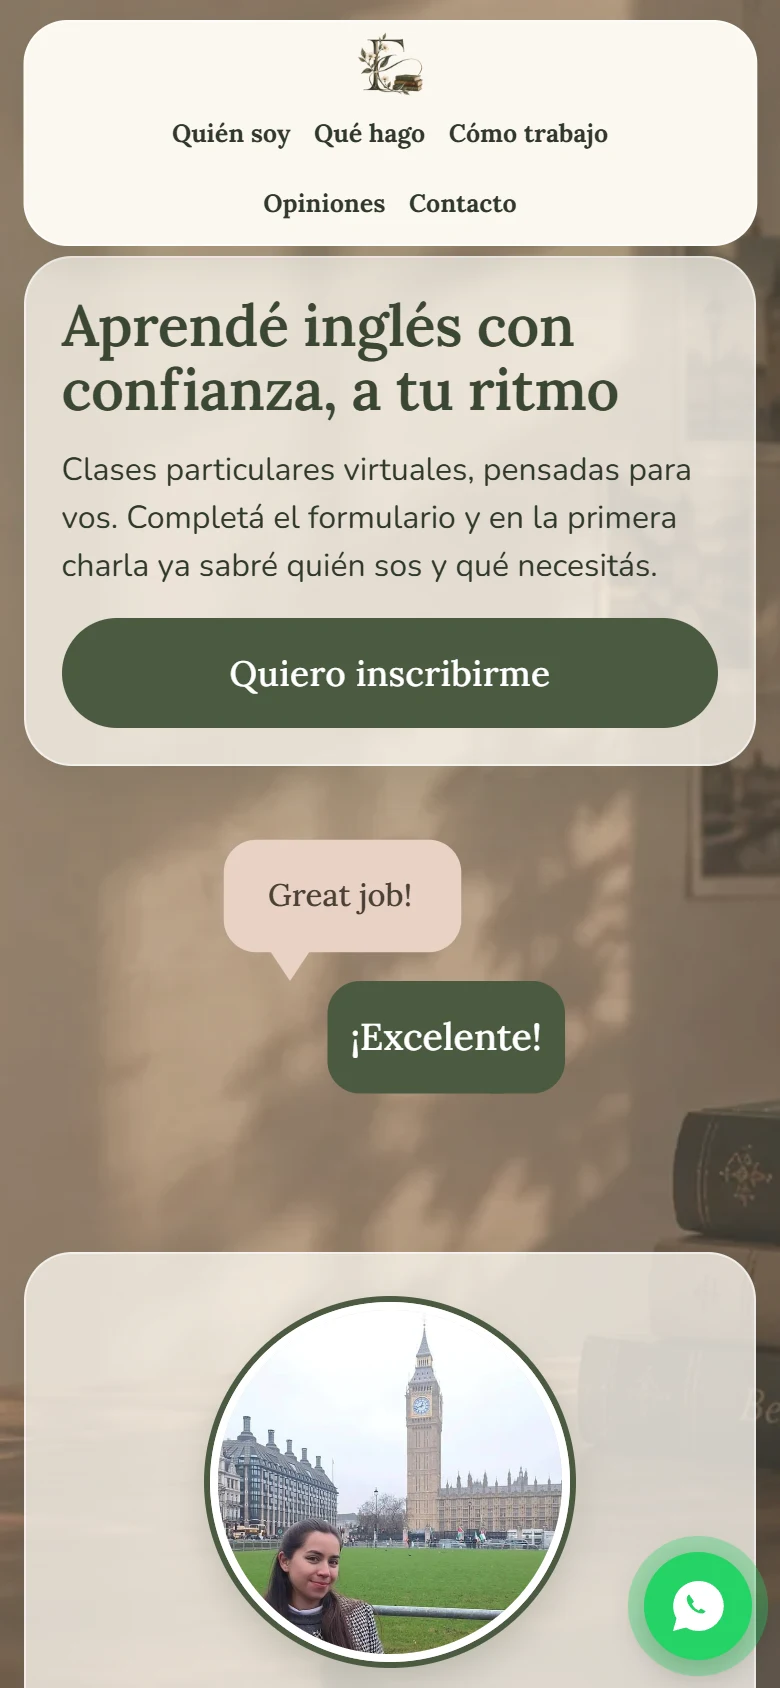 Quién soy Qué hago Cómo trabajo
Opiniones Contacto
Aprendé inglés con
confianza, a tu ritmo
Clases particulares virtuales, pensadas para
vos. Completá el formulario y en la primera
charla ya sabré quién sos y qué necesitás.
Quiero inscribirme
Great job!
¡Excelente!